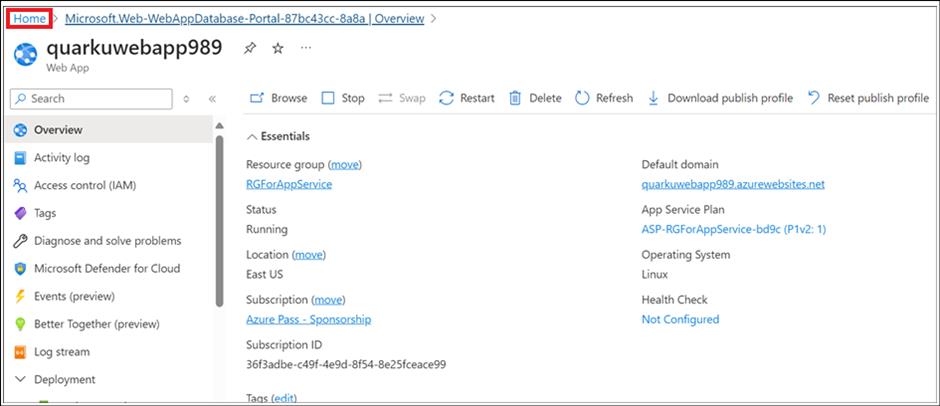 Home > Microsoft.Web-WebAppDatabase-Portal-87bc43cc-8a8a | Overview >
quarkuwebapp989
Web App
Search
Browse Stop Swap Restart Delete Refresh Download publish profile Reset publish profile
Overview
Activity log
Access control (IAM)
Tags
Diagnose and solve problems
Microsoft Defender for Cloud
Events (preview)
Better Together (preview)
Log stream
Deployment
Essentials
Resource group (move)
RGForAppService
Status
Running
Location (move)
East US
Subscription (move)
Azure Pass - Sponsorship
Subscription ID
36f3adbe-c49f-4e9d-8f54-8e25fceace99
Tags (edit)
Default domain
quarkuwebapp989.azurewebsites.net
App Service Plan
ASP-RGForAppService-bd9c (P1v2: 1)
Operating System
Linux
Health Check
Not Configured